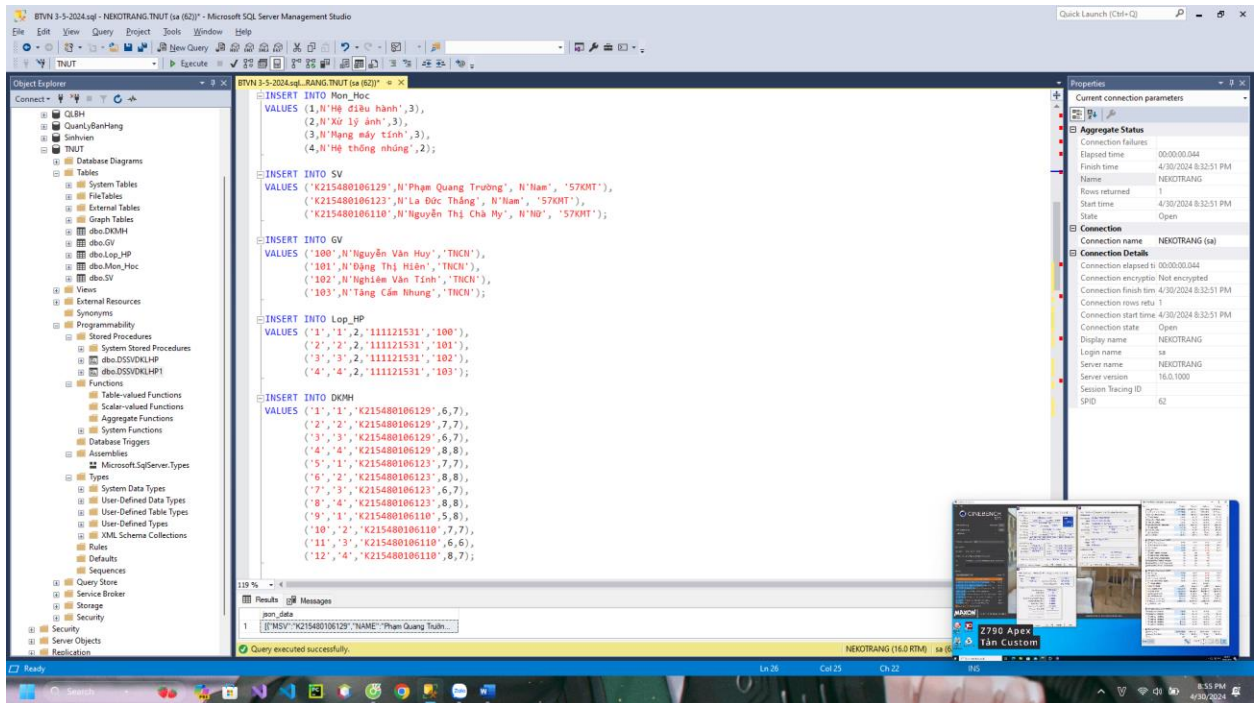 BTVN 3-5-2024.sql - NEKOTRANG.TNUT (sa (62))* - Microsoft SQL Server Management Studio
Quick Launch (Ctrl+Q)
File Edit View Query Project Tools Window Help
New Query
TNUT
Execute
Object Explorer
Connect
QLBH
QuanLyBanHang
Sinhvien
TNUT
Database Diagrams
Tables
System Tables
FileTables
External Tables
Graph Tables
dbo.DKMH
dbo.GV
dbo.Lop_HP
dbo.Mon_Hoc
dbo.SV
Views
External Resources
Synonyms
Programmability
Stored Procedures
System Stored Procedures
dbo.DSSVDKLHP
dbo.DSSVDKLHP1
Functions
Table-valued Functions
Scalar-valued Functions
Aggregate Functions
System Functions
Database Triggers
Assemblies
Microsoft.SqlServer.Types
Types
System Data Types
User-Defined Data Types
User-Defined Table Types
User-Defined Types
XML Schema Collections
Rules
Defaults
Sequences
Query Store
Service Broker
Storage
Security
Security
Server Objects
Replication
BTVN 3-5-2024.sql...RANG.TNUT (sa (62))*
INSERT INTO Mon_Hoc
VALUES (1,N'Hệ điều hành',3),
(2,N'Xử lý ảnh',3),
(3,N'Mạng máy tính',3),
(4,N'Hệ thống nhúng',2);
INSERT INTO SV
VALUES ('K215480106129',N'Phạm Quang Trường', N'Nam', '57KMT'),
('K215480106123',N'La Đức Thắng', N'Nam', '57KMT'),
('K215480106110',N'Nguyễn Thị Chà My', N'Nữ', '57KMT');
INSERT INTO GV
VALUES ('100',N'Nguyễn Văn Huy','TNCN'),
('101',N'Đặng Thị Hiên','TNCN'),
('102',N'Nghiêm Văn Tính','TNCN'),
('103',N'Tăng Cẩm Nhung','TNCN');
INSERT INTO Lop_HP
VALUES ('1','1',2,'111121531','100'),
('2','2',2,'111121531','101'),
('3','3',2,'111121531','102'),
('4','4',2,'111121531','103');
INSERT INTO DKMH
VALUES ('1','1','K215480106129',6,7),
('2','2','K215480106129',7,7),
('3','3','K215480106129',6,7),
('4','4','K215480106129',8,8),
('5','1','K215480106123',7,7),
('6','2','K215480106123',8,8),
('7','3','K215480106123',6,7),
('8','4','K215480106123',8,8),
('9','1','K215480106110',5,8),
('10','2','K215480106110',7,7),
('11','3','K215480106110',6,6),
('12','4','K215480106110',8,7);
119 %
Results Messages
json_data
1 [{"MSV":"K215480106129","NAME":"Phạm Quang Trườn...
Query executed successfully.
NEKOTRANG (16.0 RTM)
Properties
Current connection parameters
Aggregate Status
Connection failures
Elapsed time 00:00:00.044
Finish time 4/30/2024 8:32:51 PM
Name NEKOTRANG
Rows returned 1
Start time 4/30/2024 8:32:51 PM
State Open
Connection
Connection name NEKOTRANG (sa)
Connection Details
Connection elapsed ti 00:00:00.044
Connection encryptio Not encrypted
Connection finish tim 4/30/2024 8:32:51 PM
Connection rows retu 1
Connection start time 4/30/2024 8:32:51 PM
Connection state Open
Display name NEKOTRANG
Login name sa
Server name NEKOTRANG
Server version 16.0.1000
Session Tracing ID
SPID 62
CINEBENCH
MAXON
Z790 Apex
Tản Custom
Ready
Ln 26 Col 25 Ch 22 INS
Search
8:55 PM
4/30/2024